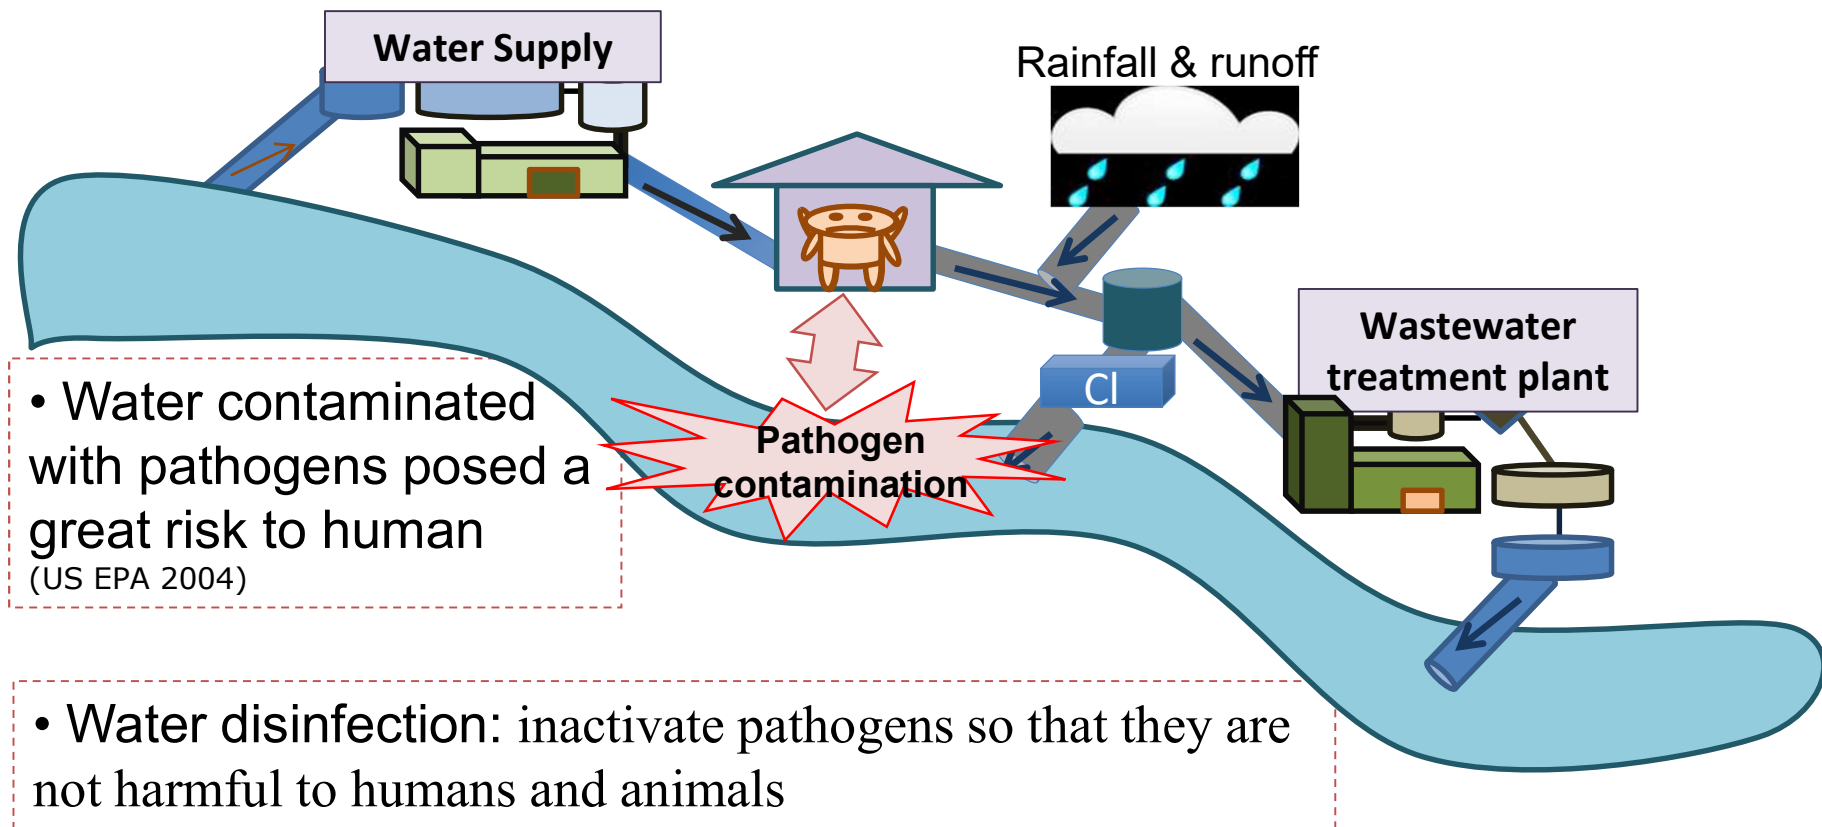 Water Supply
Rainfall & runoff
Wastewater
treatment plant
Cl
Pathogen
contamination
• Water contaminated
with pathogens posed a
great risk to human
(US EPA 2004)
• Water disinfection: inactivate pathogens so that they are
not harmful to humans and animals